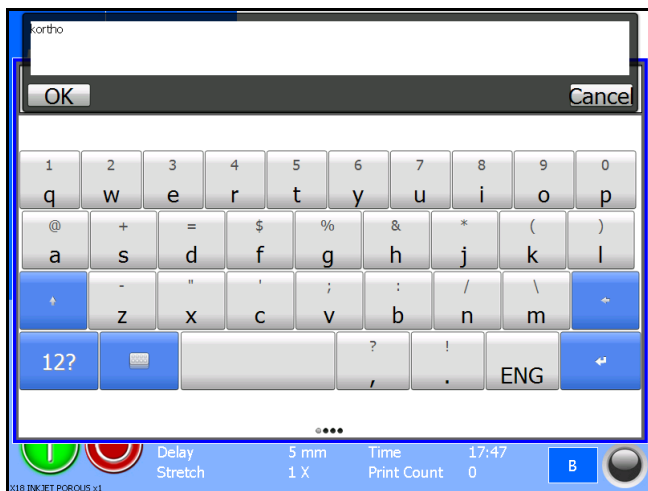 kortho
OK Cancel
1 2 3 4 5 6 7 8 9 0
q w e r t y u i o p
@ + = $ % & * ( )
a s d f g h j k l
- " ' ; : / \
z x c v b n m
12? ? , ! . ENG
Delay 5 mm Time 17:47
Stretch 1 X Print Count 0
B
X18 INKJET POROUS x1